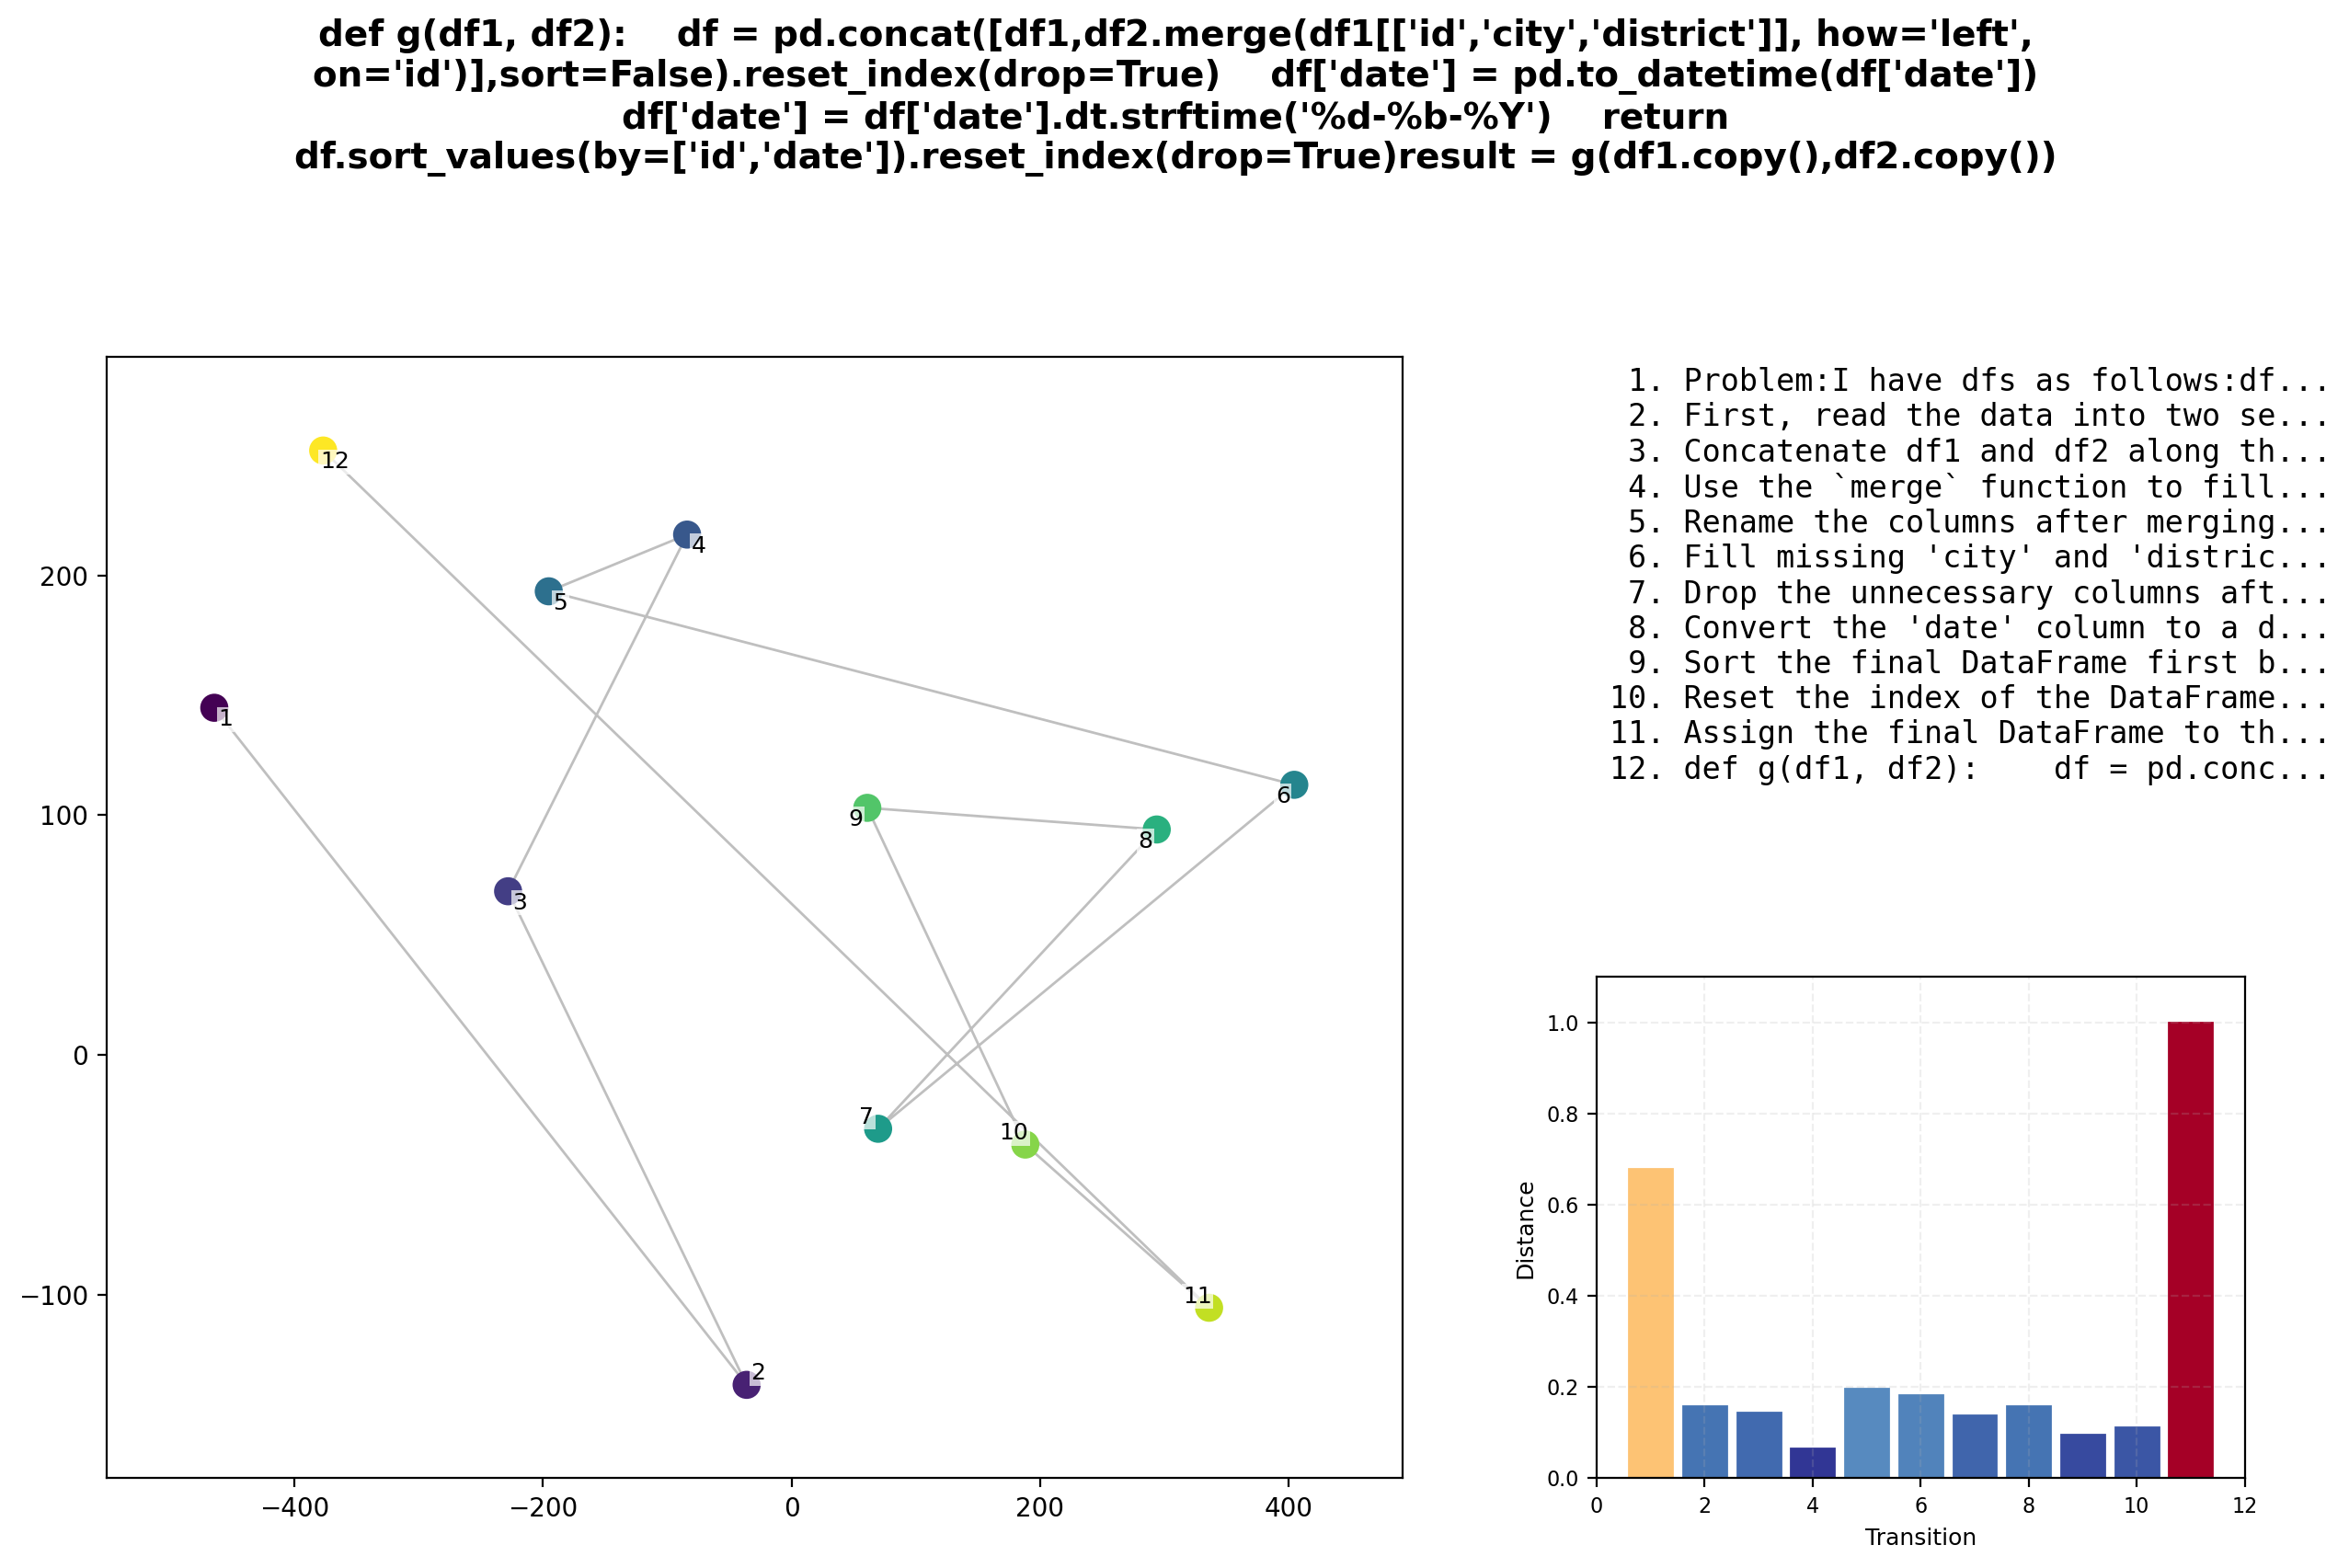 def g(df1, df2):    df = pd.concat([df1,df2.merge(df1[['id','city','district']], how='left',
on='id')],sort=False).reset_index(drop=True)    df['date'] = pd.to_datetime(df['date'])
df['date'] = df['date'].dt.strftime('%d-%b-%Y')    return
df.sort_values(by=['id','date']).reset_index(drop=True)result = g(df1.copy(),df2.copy())
12
4
5
1
6
9
8
3
7
10
11
2
200
100
0
−100
−400
−200
0
200
400
1. Problem:I have dfs as follows:df...
2. First, read the data into two se...
3. Concatenate df1 and df2 along th...
4. Use the `merge` function to fill...
5. Rename the columns after merging...
6. Fill missing 'city' and 'distric...
7. Drop the unnecessary columns aft...
8. Convert the 'date' column to a d...
9. Sort the final DataFrame first b...
10. Reset the index of the DataFrame...
11. Assign the final DataFrame to th...
12. def g(df1, df2):    df = pd.conc...
Distance
1.0
0.8
0.6
0.4
0.2
0.0
0
2
4
6
8
10
12
Transition